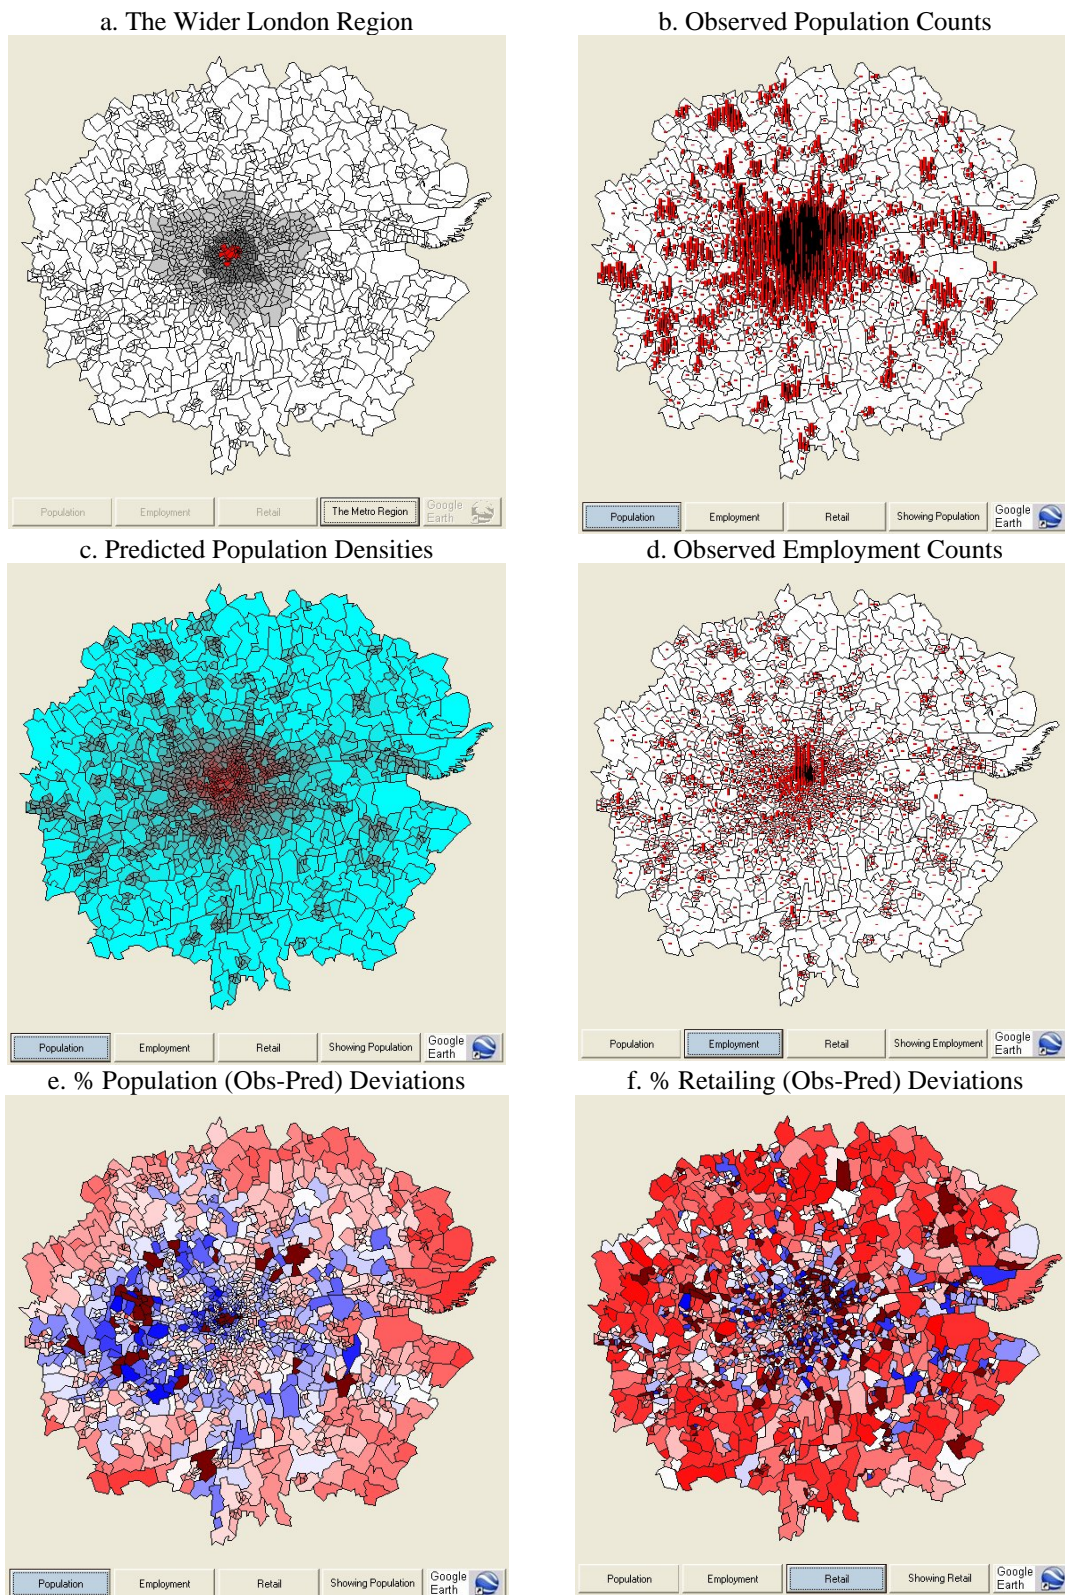 a. The Wider London Region
b. Observed Population Counts
Population Employment Retail The Metro Region Google Earth
Population Employment Retail Showing Population Google Earth
c. Predicted Population Densities
d. Observed Employment Counts
Population Employment Retail Showing Population Google Earth
Population Employment Retail Showing Employment Google Earth
e. % Population (Obs-Pred) Deviations
f. % Retailing (Obs-Pred) Deviations
Population Employment Retail Showing Population Google Earth
Population Employment Retail Showing Retail Google Earth